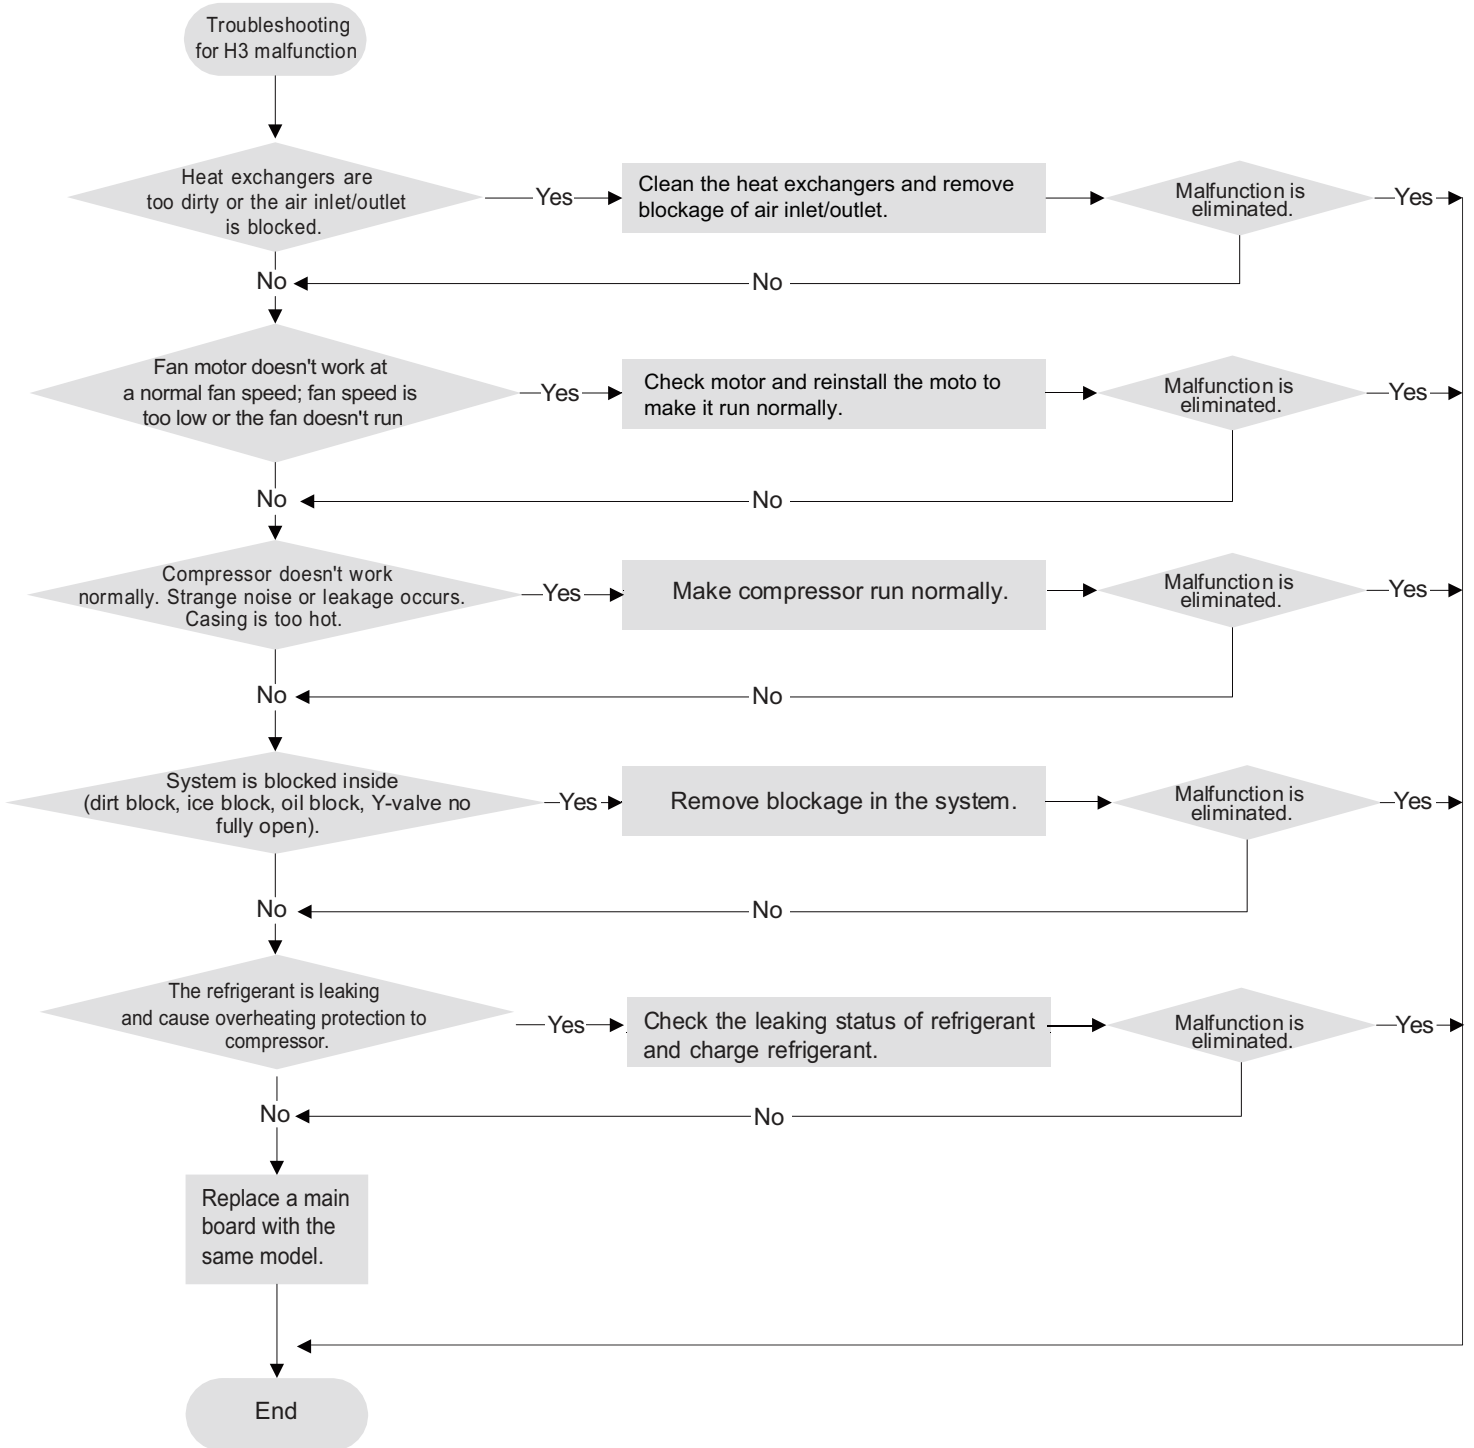 Troubleshooting
for H3 malfunction
Heat exchangers are
too dirty or the air inlet/outlet
is blocked.
Yes
Clean the heat exchangers and remove
blockage of air inlet/outlet.
Malfunction is
eliminated.
Yes
No
No
Fan motor doesn't work at
a normal fan speed; fan speed is
too low or the fan doesn't run
Yes
Check motor and reinstall the moto to
make it run normally.
Malfunction is
eliminated.
Yes
No
No
Compressor doesn't work
normally. Strange noise or leakage occurs.
Casing is too hot.
Yes
Make compressor run normally.
Malfunction is
eliminated.
Yes
No
No
System is blocked inside
(dirt block, ice block, oil block, Y-valve no
fully open).
Yes
Remove blockage in the system.
Malfunction is
eliminated.
Yes
No
No
The refrigerant is leaking
and cause overheating protection to
compressor.
Yes
Check the leaking status of refrigerant
and charge refrigerant.
Malfunction is
eliminated.
Yes
No
No
Replace a main
board with the
same model.
End